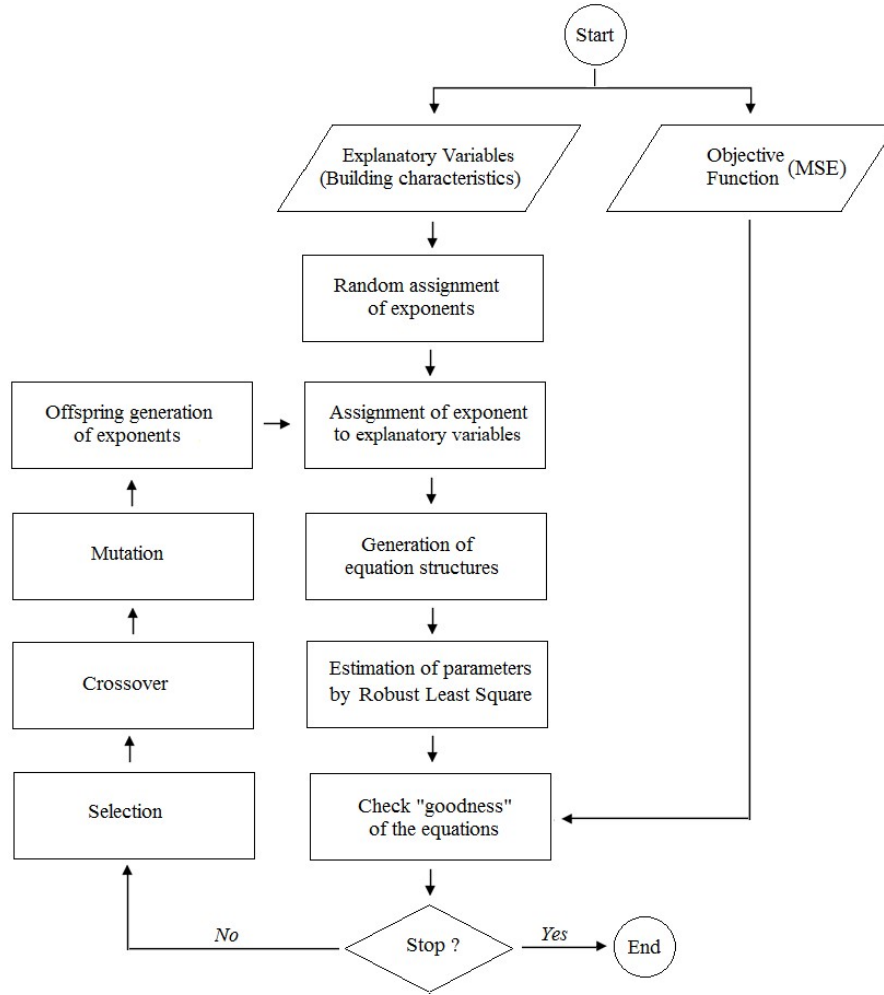 Start
Explanatory Variables
(Building characteristics)
Objective
Function (MSE)
Random assignment
of exponents
Offspring generation
of exponents
Assignment of exponent
to explanatory variables
Mutation
Generation of
equation structures
Crossover
Estimation of parameters
by Robust Least Square
Selection
Check "goodness"
of the equations
No
Stop ?
Yes
End